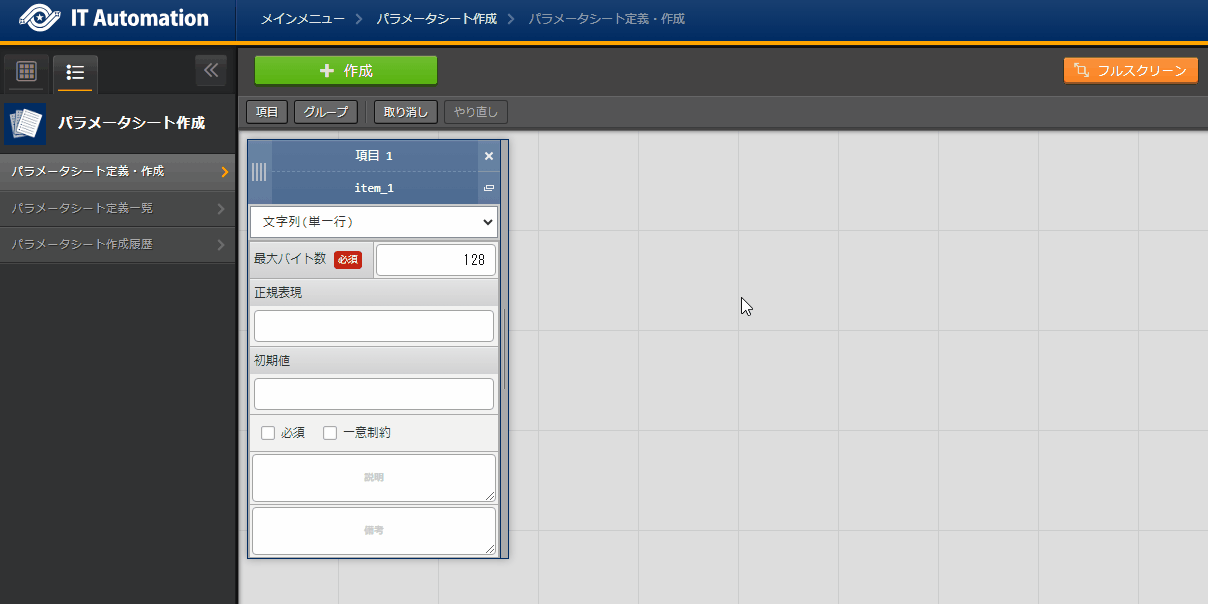 IT Automation
メインメニュー > パラメータシート作成 > パラメータシート定義・作成
作成
フルスクリーン
項目 グループ 取り消し やり直し
パラメータシート作成
パラメータシート定義・作成
パラメータシート定義一覧
パラメータシート作成履歴
項目 1
item_1
文字列(単一行)
最大バイト数 必須 128
正規表現
初期値
必須 一意制約
説明
備考